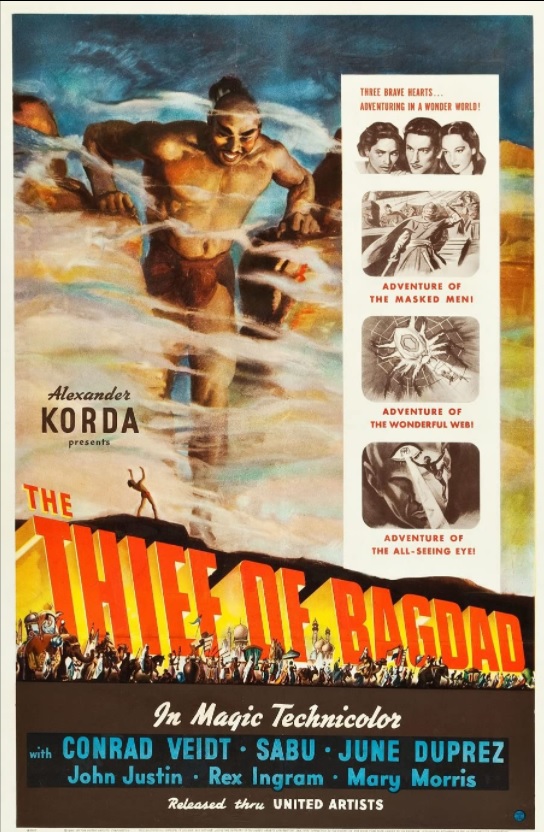 THREE BRAVE HEARTS...
ADVENTURING IN A WONDER WORLD!
ADVENTURE OF
THE MASKED MEN!
ADVENTURE OF
THE WONDERFUL WEB!
ADVENTURE OF
THE ALL-SEEING EYE!
Alexander
KORDA
presents
THE
THIEF OF BAGDAD
In Magic Technicolor
with CONRAD VEIDT · SABU · JUNE DUPREZ
John Justin · Rex Ingram · Mary Morris
Released thru UNITED ARTISTS